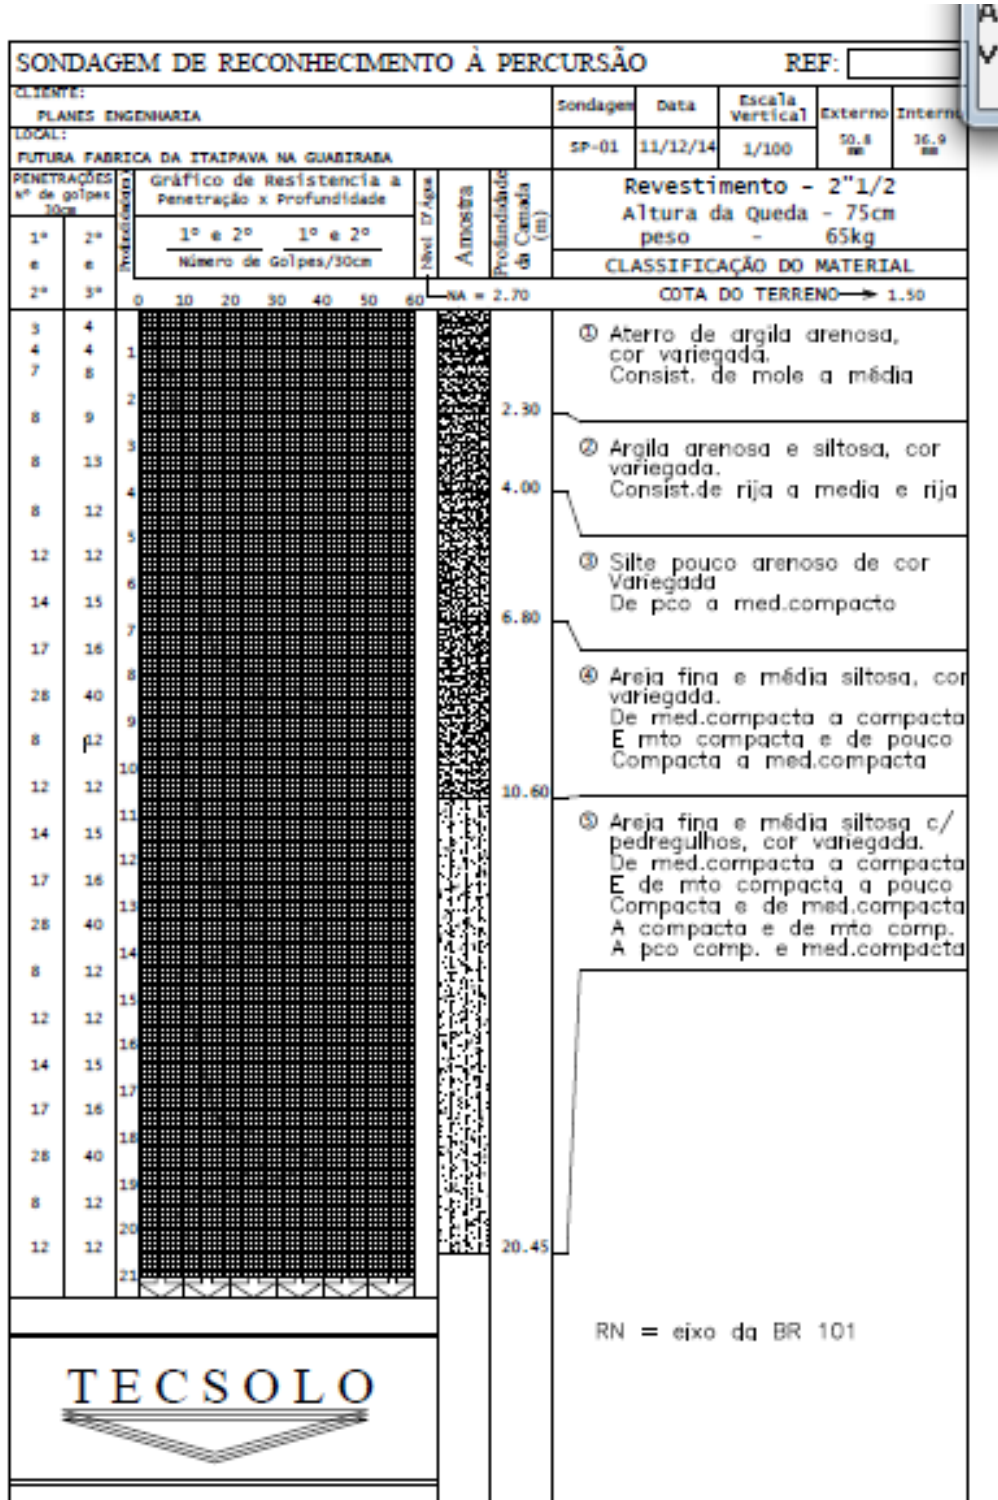 A
V
SONDAGEM DE RECONHECIMENTO À PERCURSÃO REF:
CLIENTE:
PLANES ENGENHARIA
LOCAL:
FUTURA FABRICA DA ITAIPAVA NA GUABIRABA
Sondagem Data Escala Vertical Externo Interno
SP-01 11/12/14 1/100 50.8 mm 36.9 mm
PENETRAÇÕES
Nº de golpes
30cm
1º 2º
e e
2º 3º
Gráfico de Resistencia a
Penetração x Profundidade
1º e 2º 1º e 2º
Número de Golpes/30cm
0 10 20 30 40 50 60
Nível D'Água
Amostra
Profundidade
da Camada
(m)
Revestimento - 2"1/2
Altura da Queda - 75cm
peso - 65kg
CLASSIFICAÇÃO DO MATERIAL
NA = 2.70
COTA DO TERRENO 1.50
3 4
4 4
7 8
8 9
8 13
8 12
12 12
14 15
17 16
28 40
8 12
12 12
14 15
17 16
28 40
8 12
12 12
14 15
17 16
28 40
8 12
12 12
1
2
3
4
5
6
7
8
9
10
11
12
13
14
15
16
17
18
19
20
21
2.30
4.00
6.80
10.60
20.45
① Aterro de argila arenosa,
cor variegada.
Consist. de mole a média
② Argila arenosa e siltosa, cor
variegada.
Consist.de rija a media e rija
③ Silte pouco arenoso de cor
Variegada
De pco a med.compacto
④ Areia fina e média siltosa, cor
variegada.
De med.compacta a compacta
E mto compacta e de pouco
Compacta a med.compacta
⑤ Areia fina e média siltosa c/
pedregulhos, cor variegada.
De med.compacta a compacta
E de mto compacta a pouco
Compacta e de med.compacta
A compacta e de mto comp.
A pco comp. e med.compacta
RN = eixo da BR 101
TECSOLO